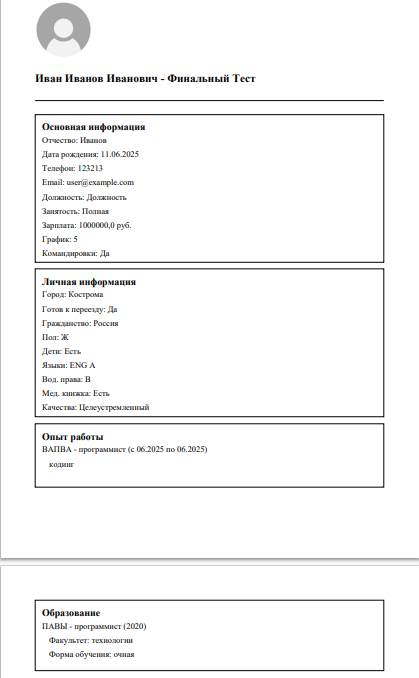 Иван Иванов Иванович - Финальный Тест
Основная информация
Отчество: Иванов
Дата рождения: 11.06.2025
Телефон: 123213
Email: user@example.com
Должность: Должность
Занятость: Полная
Зарплата: 1000000,0 руб.
График: 5
Командировки: Да
Личная информация
Город: Кострома
Готов к переезду: Да
Гражданство: Россия
Пол: Ж
Дети: Есть
Языки: ENG A
Вод. права: B
Мед. книжка: Есть
Качества: Целеустремленный
Опыт работы
ВАПВА - программист (с 06.2025 по 06.2025)
кодинг
Образование
ПАВЫ - программист (2020)
Факультет: технологии
Форма обучения: очная